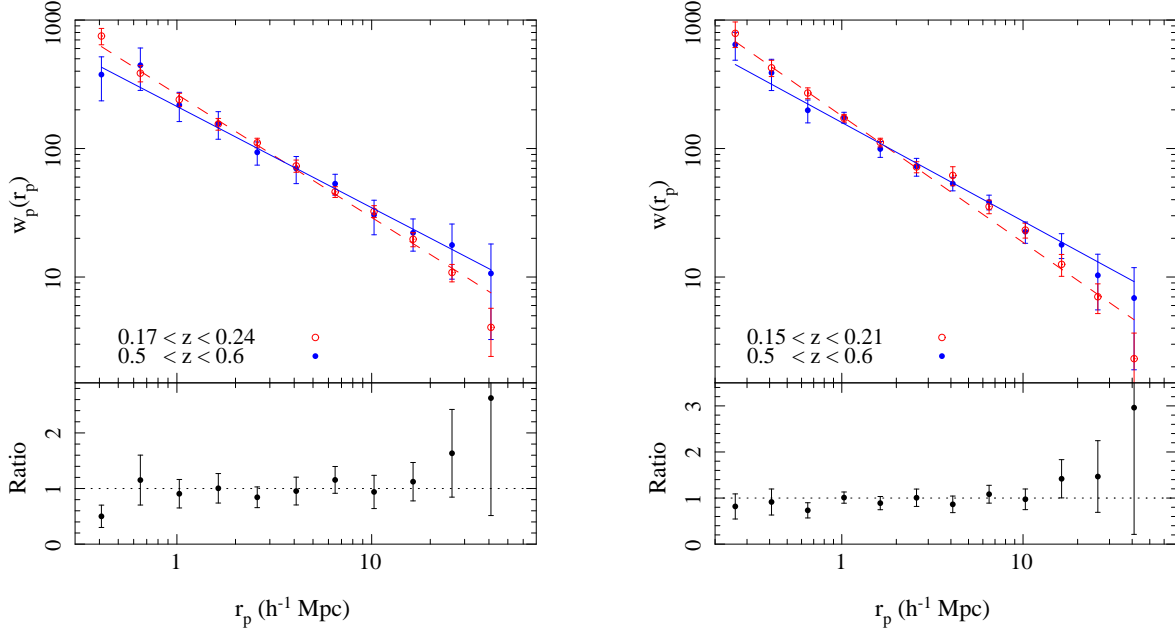 1000
100
10
w_p(r_p)
0.17 < z < 0.24
0.5 < z < 0.6
2
1
0
Ratio
1
10
r_p (h^-1 Mpc)
1000
100
10
w(r_p)
0.15 < z < 0.21
0.5 < z < 0.6
3
2
1
0
Ratio
1
10
r_p (h^-1 Mpc)